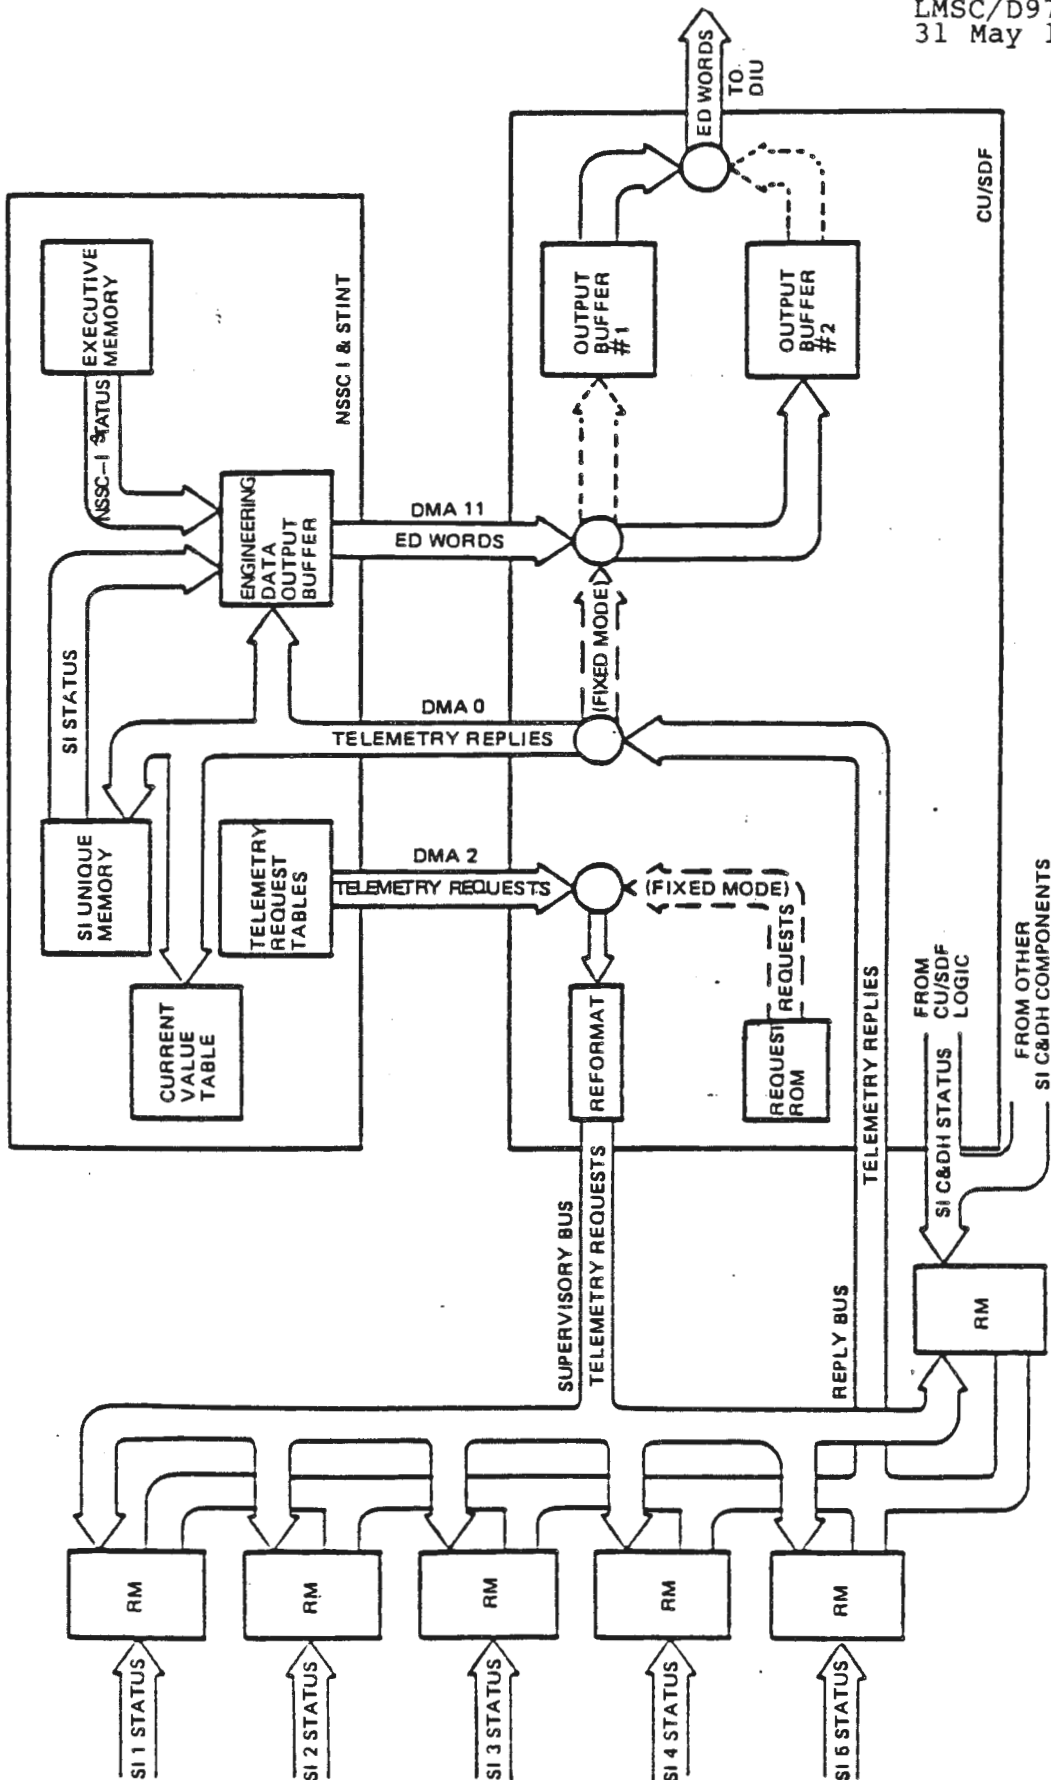 LMSC/D97
31 May 1
ED WORDS
TO
DIU
CU/SDF
OUTPUT
BUFFER
#1
OUTPUT
BUFFER
#2
EXECUTIVE
MEMORY
NSSC-I STATUS
NSSC I & STINT
ENGINEERING
DATA
OUTPUT
BUFFER
DMA 11
ED WORDS
(FIXED MODE)
SI STATUS
DMA 0
TELEMETRY REPLIES
SI UNIQUE
MEMORY
TELEMETRY
REQUEST
TABLES
DMA 2
TELEMETRY REQUESTS
(FIXED MODE)
REQUESTS
CURRENT
VALUE
TABLE
REFORMAT
REQUEST
ROM
TELEMETRY REPLIES
FROM
CU/SDF
LOGIC
FROM OTHER
SI C&DH COMPONENTS
SI C&DH STATUS
SUPERVISORY BUS
TELEMETRY REQUESTS
REPLY BUS
RM
RM
RM
RM
RM
RM
SI 1 STATUS
SI 2 STATUS
SI 3 STATUS
SI 4 STATUS
SI 5 STATUS